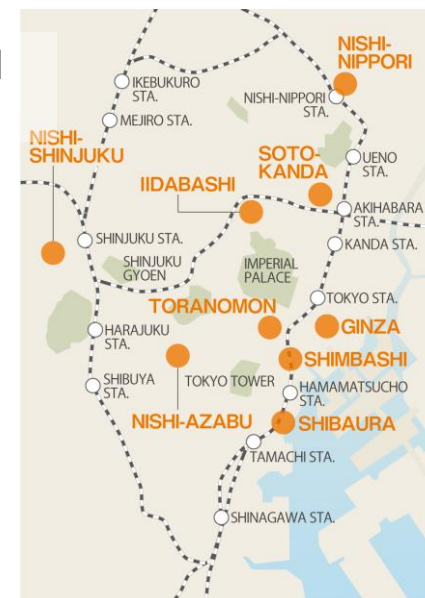 NISHI-
NIPPORI
IKEBUKURO
STA.
NISHI-NIPPORI
STA.
MEJIRO STA.
NISHI-
SHINJUKU
SOTO-
KANDA
UENO
STA.
IIDABASHI
AKIHABARA
STA.
SHINJUKU STA.
KANDA STA.
SHINJUKU
GYOEN
IMPERIAL
PALACE
TOKYO STA.
TORANOMON
GINZA
HARAJUKU
STA.
SHIMBASHI
SHIBUYA
STA.
TOKYO TOWER
HAMAMATSUCHO
STA.
NISHI-AZABU
SHIBAURA
TAMACHI STA.
SHINAGAWA STA.